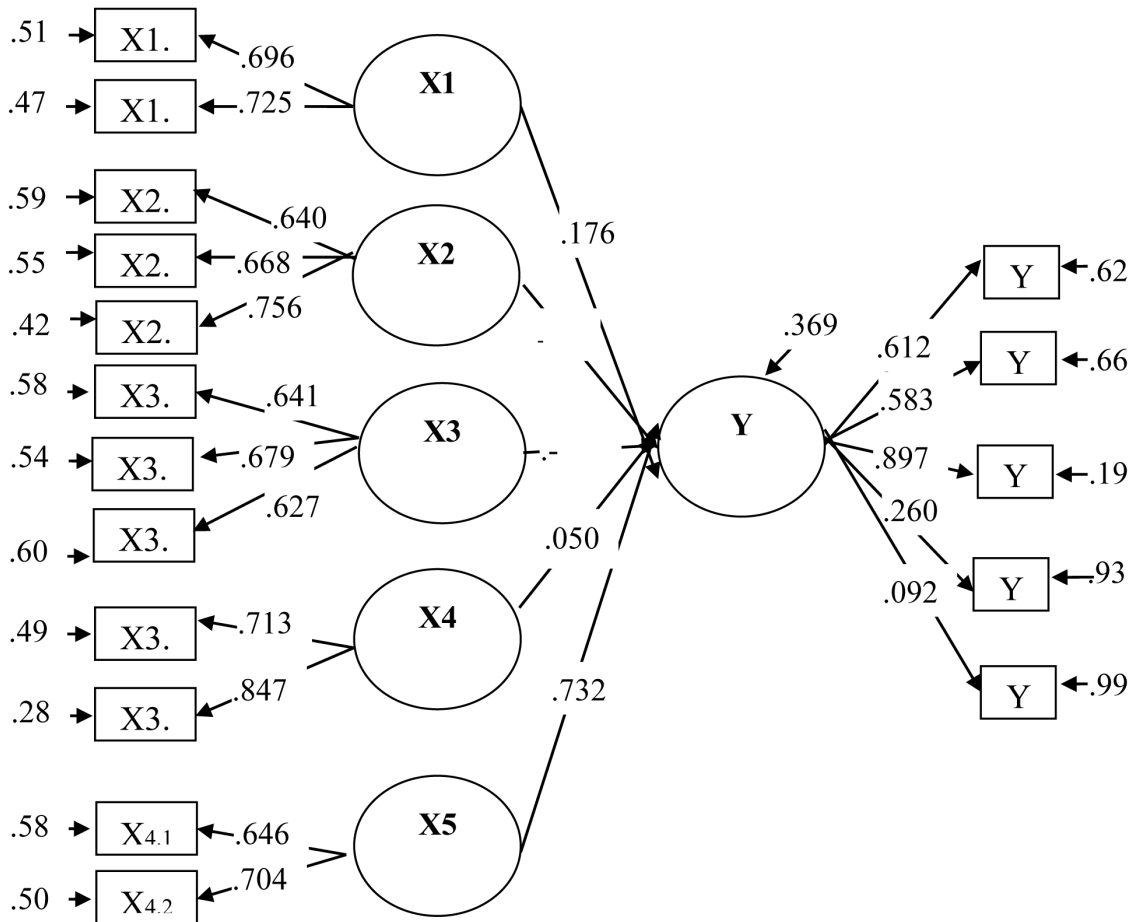 .51 X1. .696
X1
.47 X1. .725
.59 X2. .640
X2
.55 X2. .668
.42 X2. .756
.176
-
.58 X3. .641
X3
.54 X3. .679
.-
.60 X3. .627
.49 X3. .713
X4
.28 X3. .847
.050
.58 X4.1 .646
X5
.50 X4.2 .704
.732
.369
Y
.612 Y .62
.583 Y .66
.897 Y .19
.260 Y .93
.092 Y .99